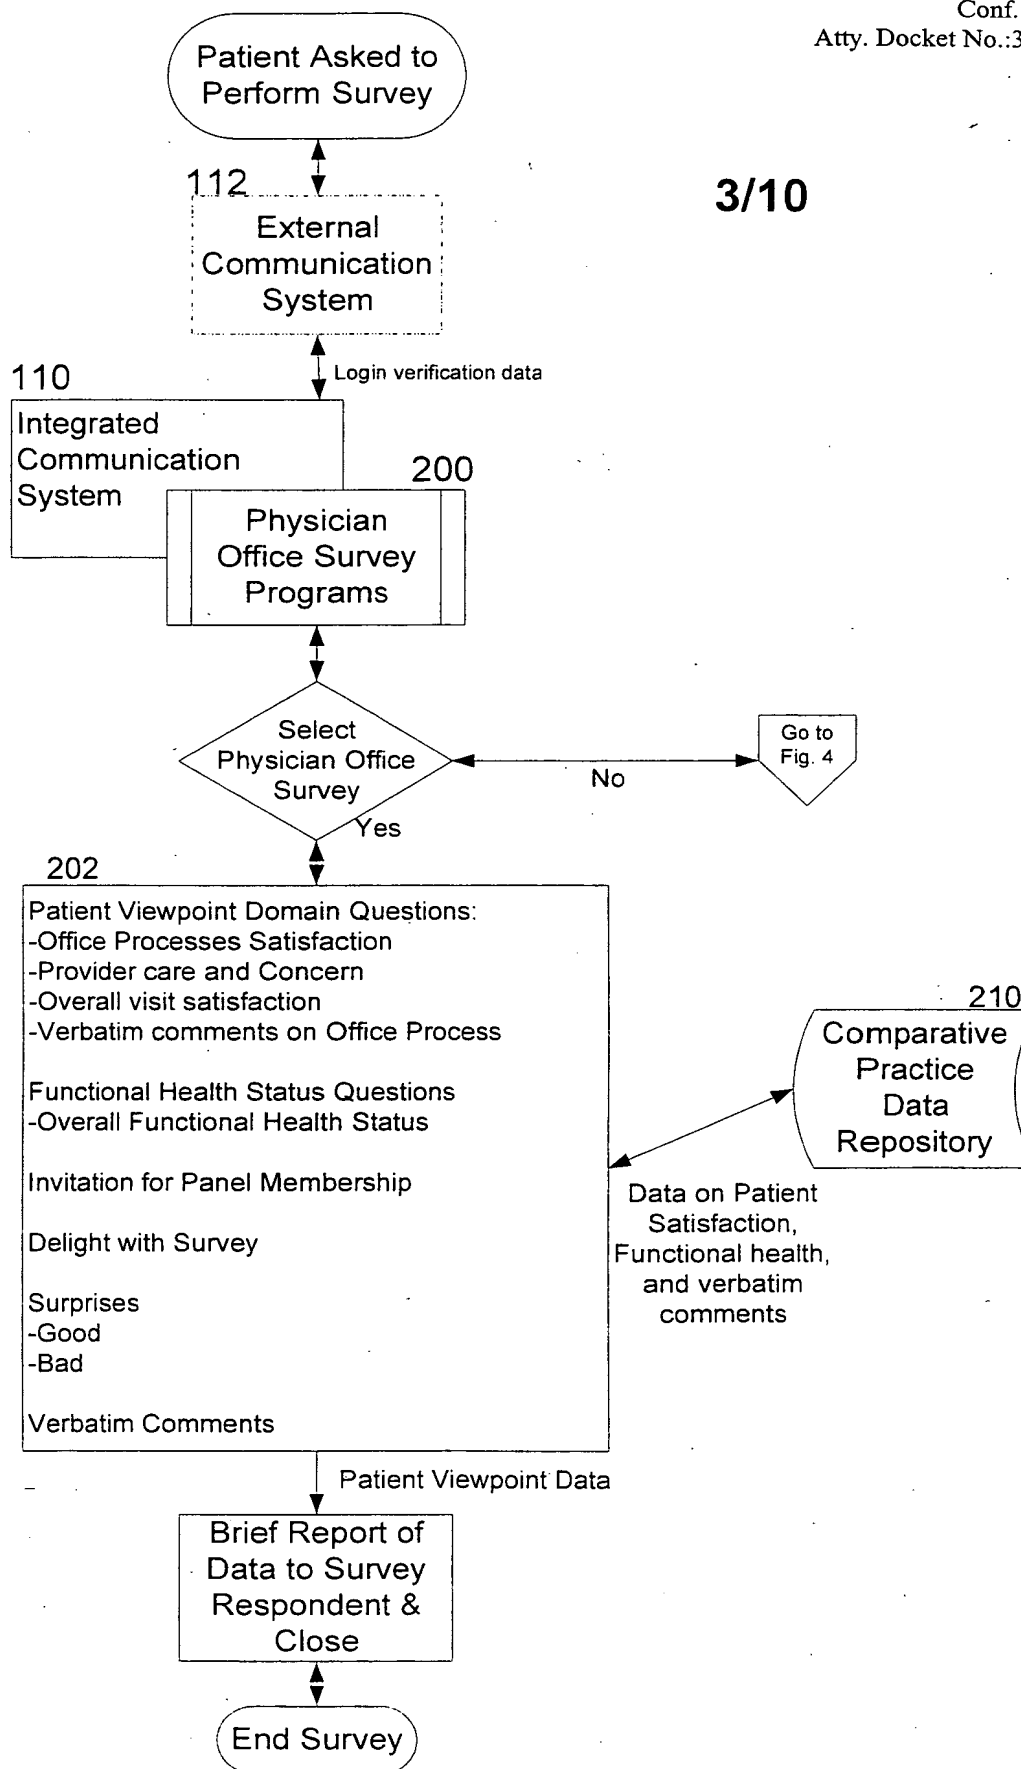 Conf.
Atty. Docket No.:3
3/10
Patient Asked to
Perform Survey
112
External
Communication
System
Login verification data
110
Integrated
Communication
System
200
Physician
Office Survey
Programs
Select
Physician Office
Survey
No
Go to
Fig. 4
Yes
202
Patient Viewpoint Domain Questions:
-Office Processes Satisfaction
-Provider care and Concern
-Overall visit satisfaction
-Verbatim comments on Office Process
Functional Health Status Questions
-Overall Functional Health Status
Invitation for Panel Membership
Delight with Survey
Surprises
-Good
-Bad
Verbatim Comments
210
Comparative
Practice
Data
Repository
Data on Patient
Satisfaction,
Functional health,
and verbatim
comments
Patient Viewpoint Data
Brief Report of
Data to Survey
Respondent &
Close
End Survey